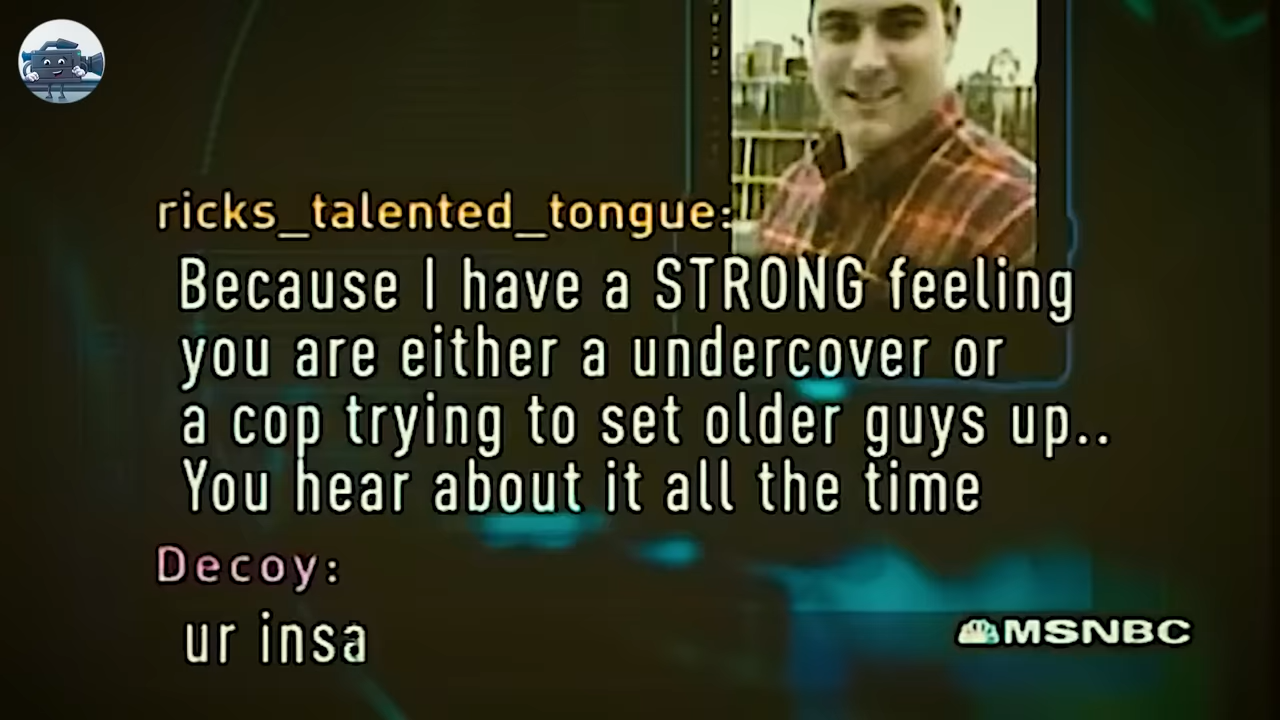 ricks_talented_tongue:
Because I have a STRONG feeling
you are either a undercover or
a cop trying to set older guys up..
You hear about it all the time
Decoy:
ur insa
MSNBC